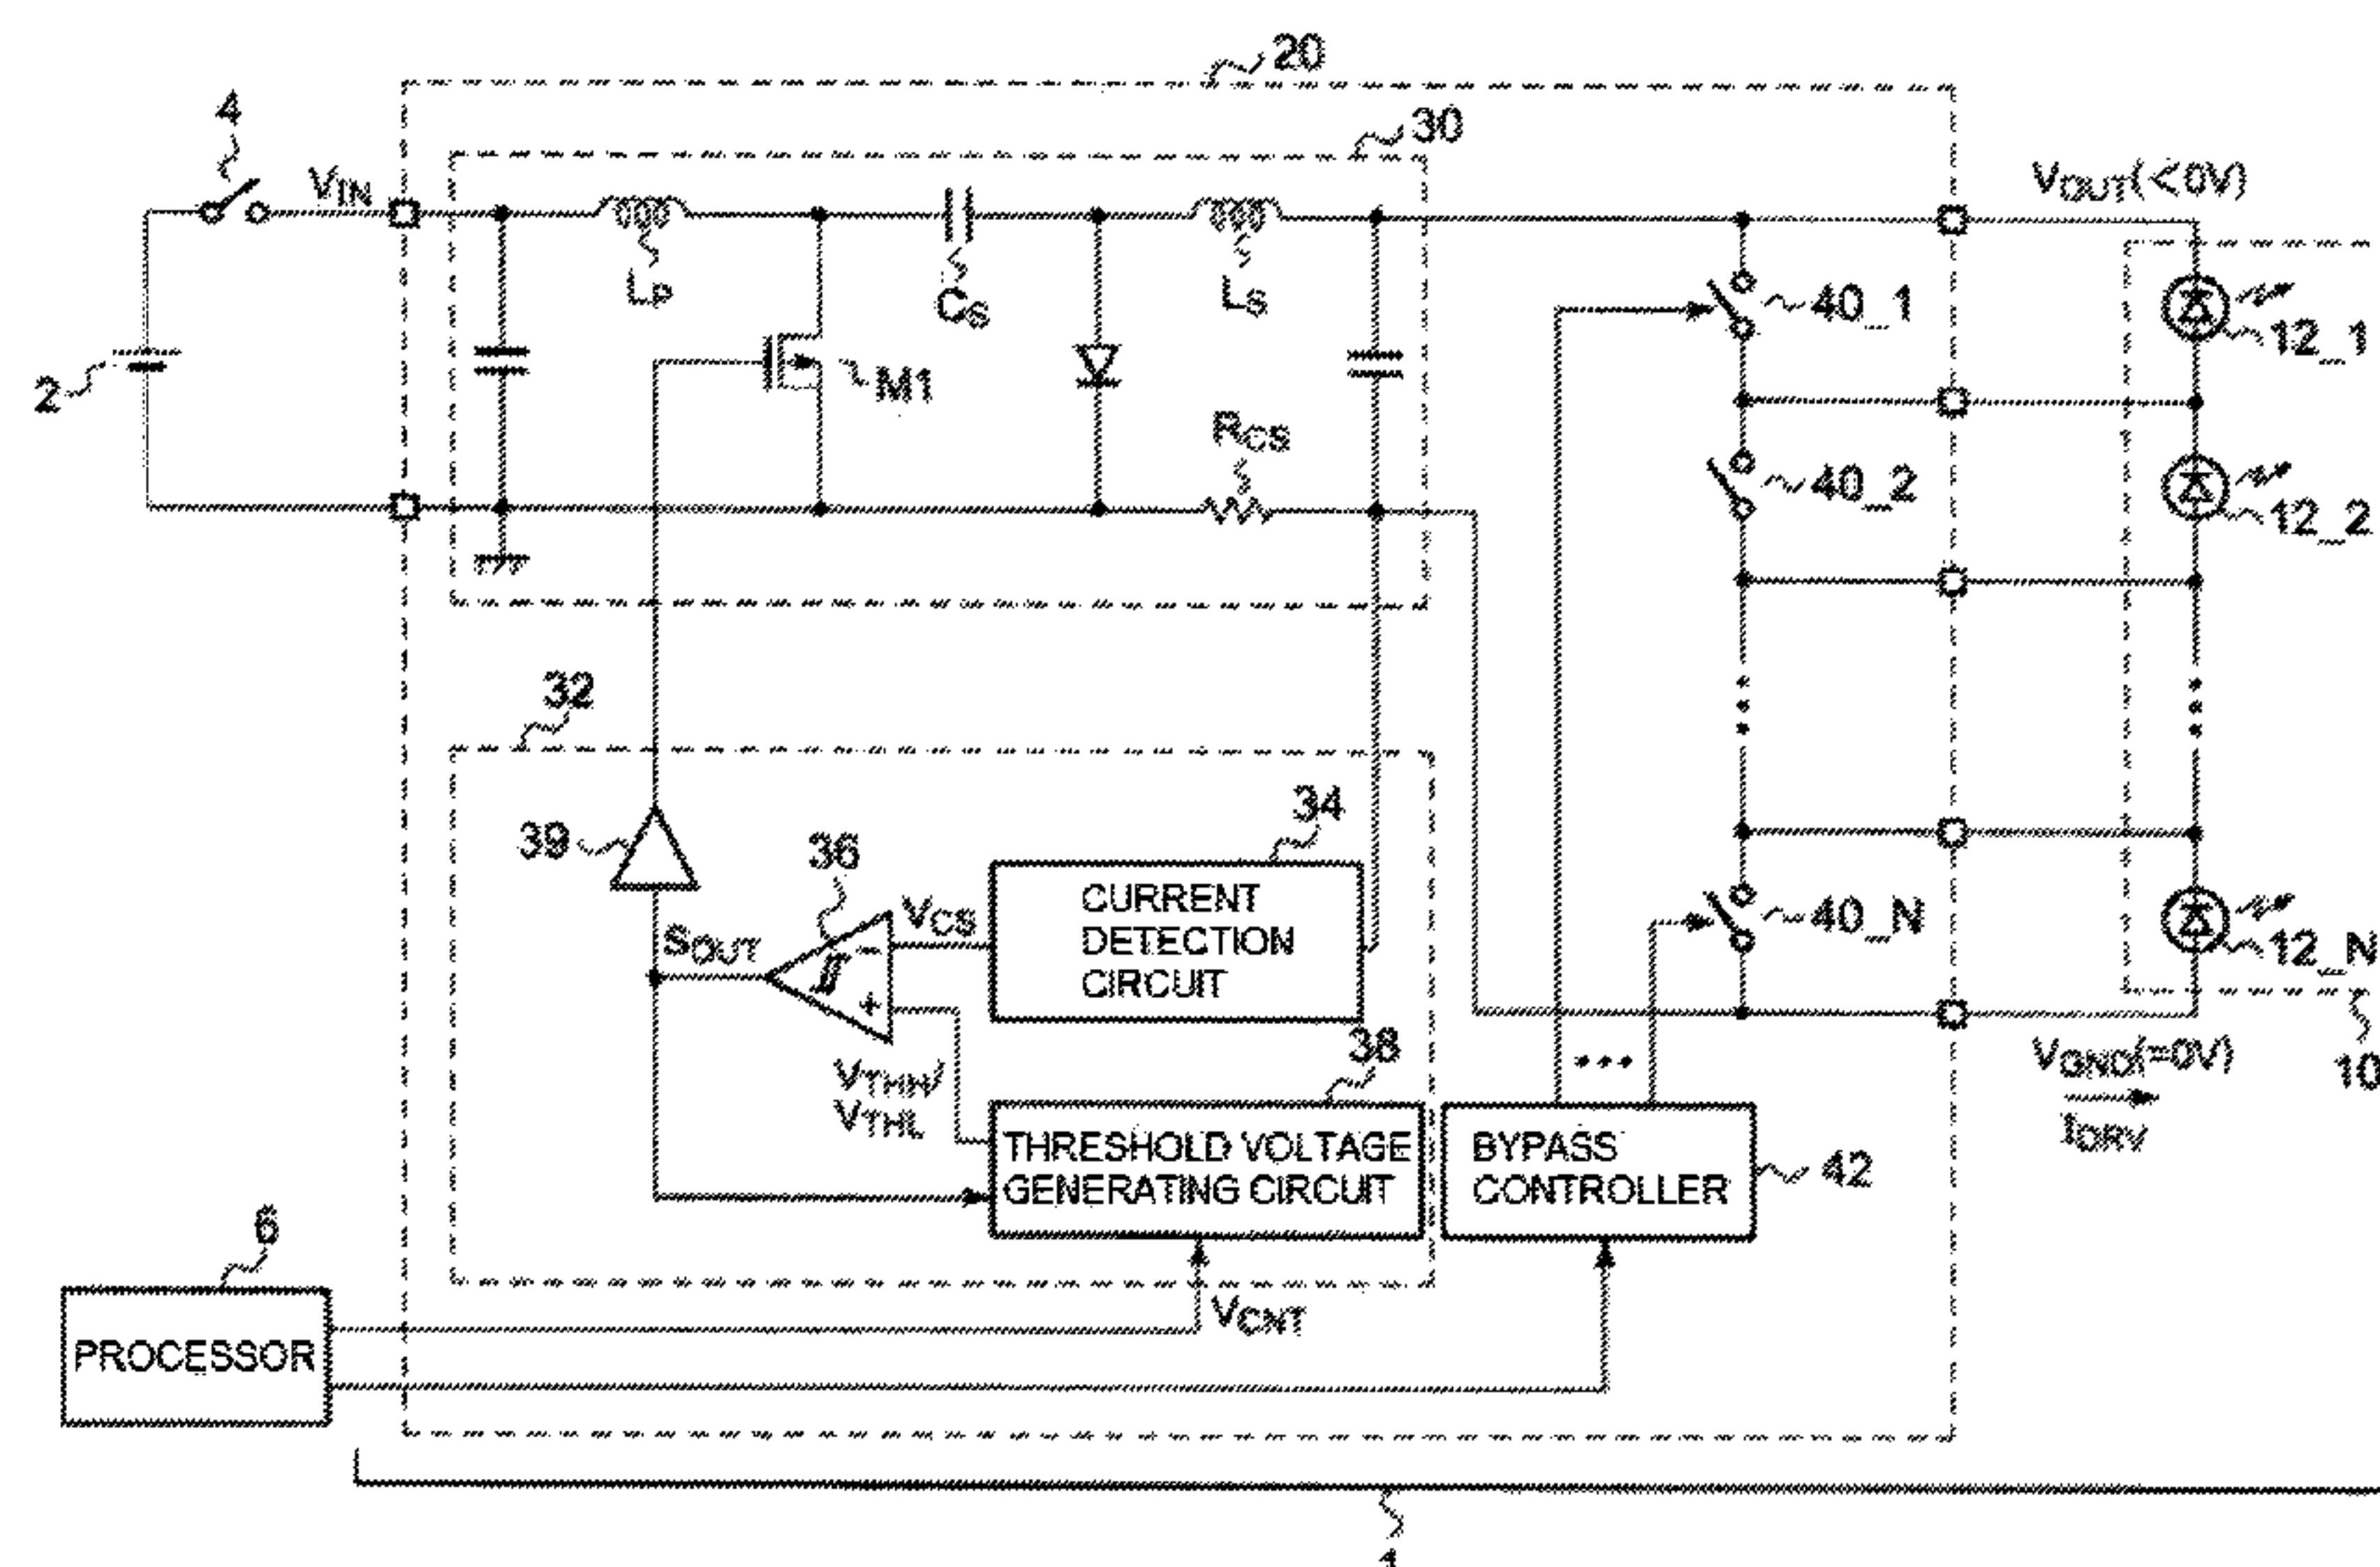 20
4
30
VIN
VOUT(<0V)
LP
CS
LS
40_1
12_1
2
M1
RCS
40_2
12_2
32
34
39
36
VCS
CURRENT
DETECTION
CIRCUIT
40_N
SOUT
12_N
-
+
38
VTHH/
VTHL
...
VGND(=0V)
10
THRESHOLD VOLTAGE
GENERATING CIRCUIT
BYPASS
CONTROLLER
42
IDRV
6
VCNT
PROCESSOR
1